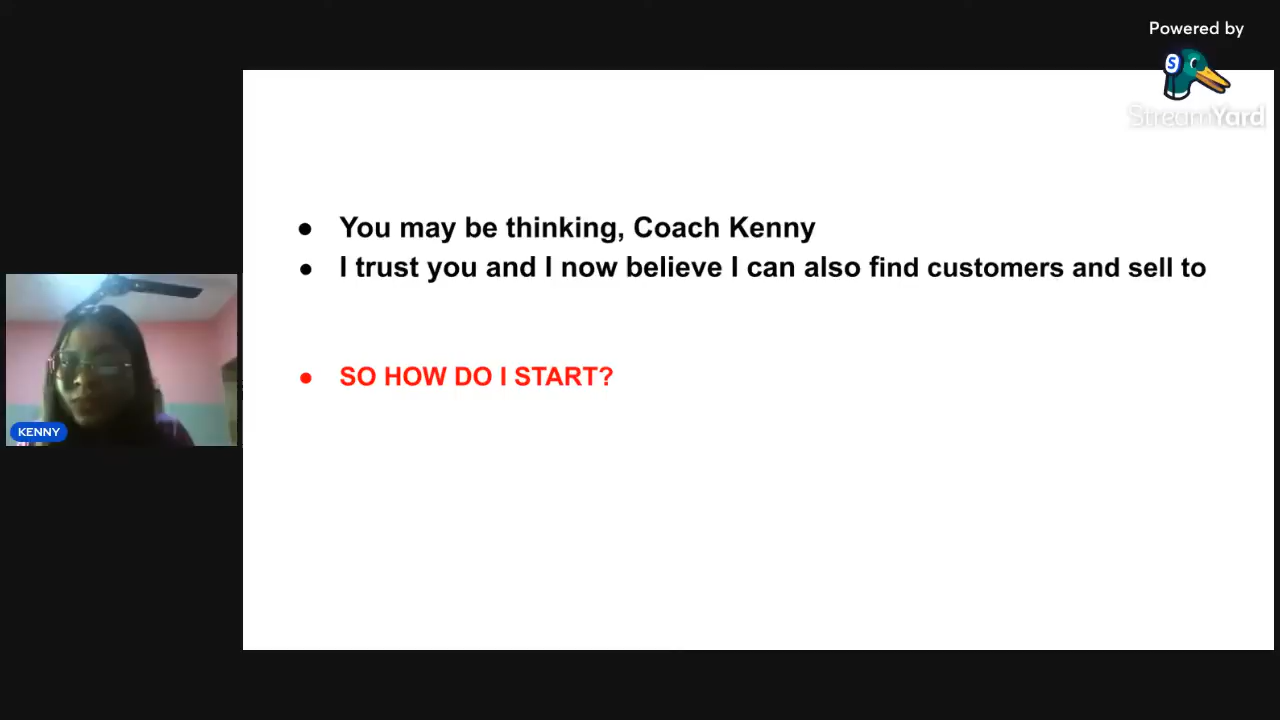 Powered by
StreamYard
● You may be thinking, Coach Kenny
● I trust you and I now believe I can also find customers and sell to
● SO HOW DO I START?
KENNY